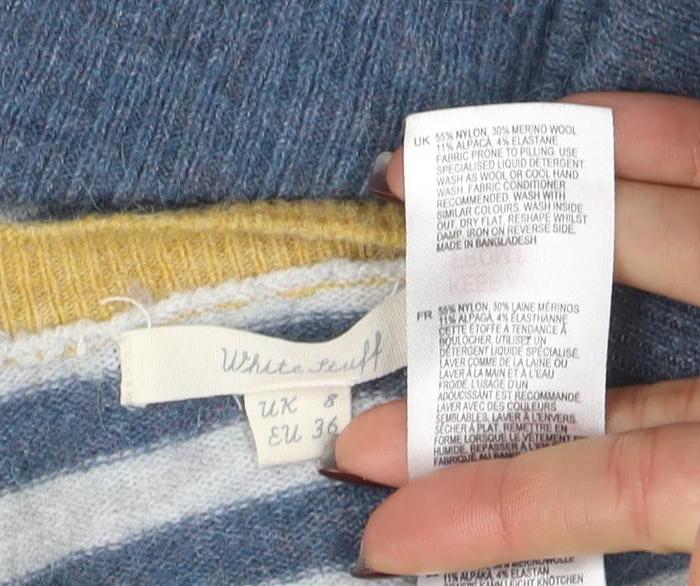 White Stuff
UK 8
EU 36
UK 55% NYLON, 30% MERINO WOOL
11% ALPACA, 4% ELASTANE
FABRIC PRONE TO PILLING. USE
SPECIALISED LIQUID DETERGENT.
WASH AS WOOL OR COOL HAND
WASH. FABRIC CONDITIONER
RECOMMENDED. WASH WITH
SIMILAR COLOURS. WASH INSIDE
OUT, DRY FLAT, RESHAPE WHILST
DAMP. IRON ON REVERSE SIDE.
MADE IN BANGLADESH
FR 55% NYLON, 30% LAINE MÉRINOS
11% ALPAGA, 4% ÉLASTHANNE
CETTE ÉTOFFE A TENDANCE À
BOULOCHER, UTILISEZ UN
DÉTERGENT LIQUIDE SPÉCIALISÉ.
LAVER COMME DE LA LAINE OU
LAVER À LA MAIN ET À L'EAU
FROIDE. L'USAGE D'UN
ADOUCISSANT EST RECOMMANDÉ.
LAVER AVEC DES COULEURS
SEMBLABLES. LAVER À L'ENVERS.
SÉCHER À PLAT, REMETTRE EN
FORME LORSQUE LE VÊTEMENT
HUMIDE. REPASSER À
11% ALPAKA, 4% ELASTAN
KNÖTCHEN